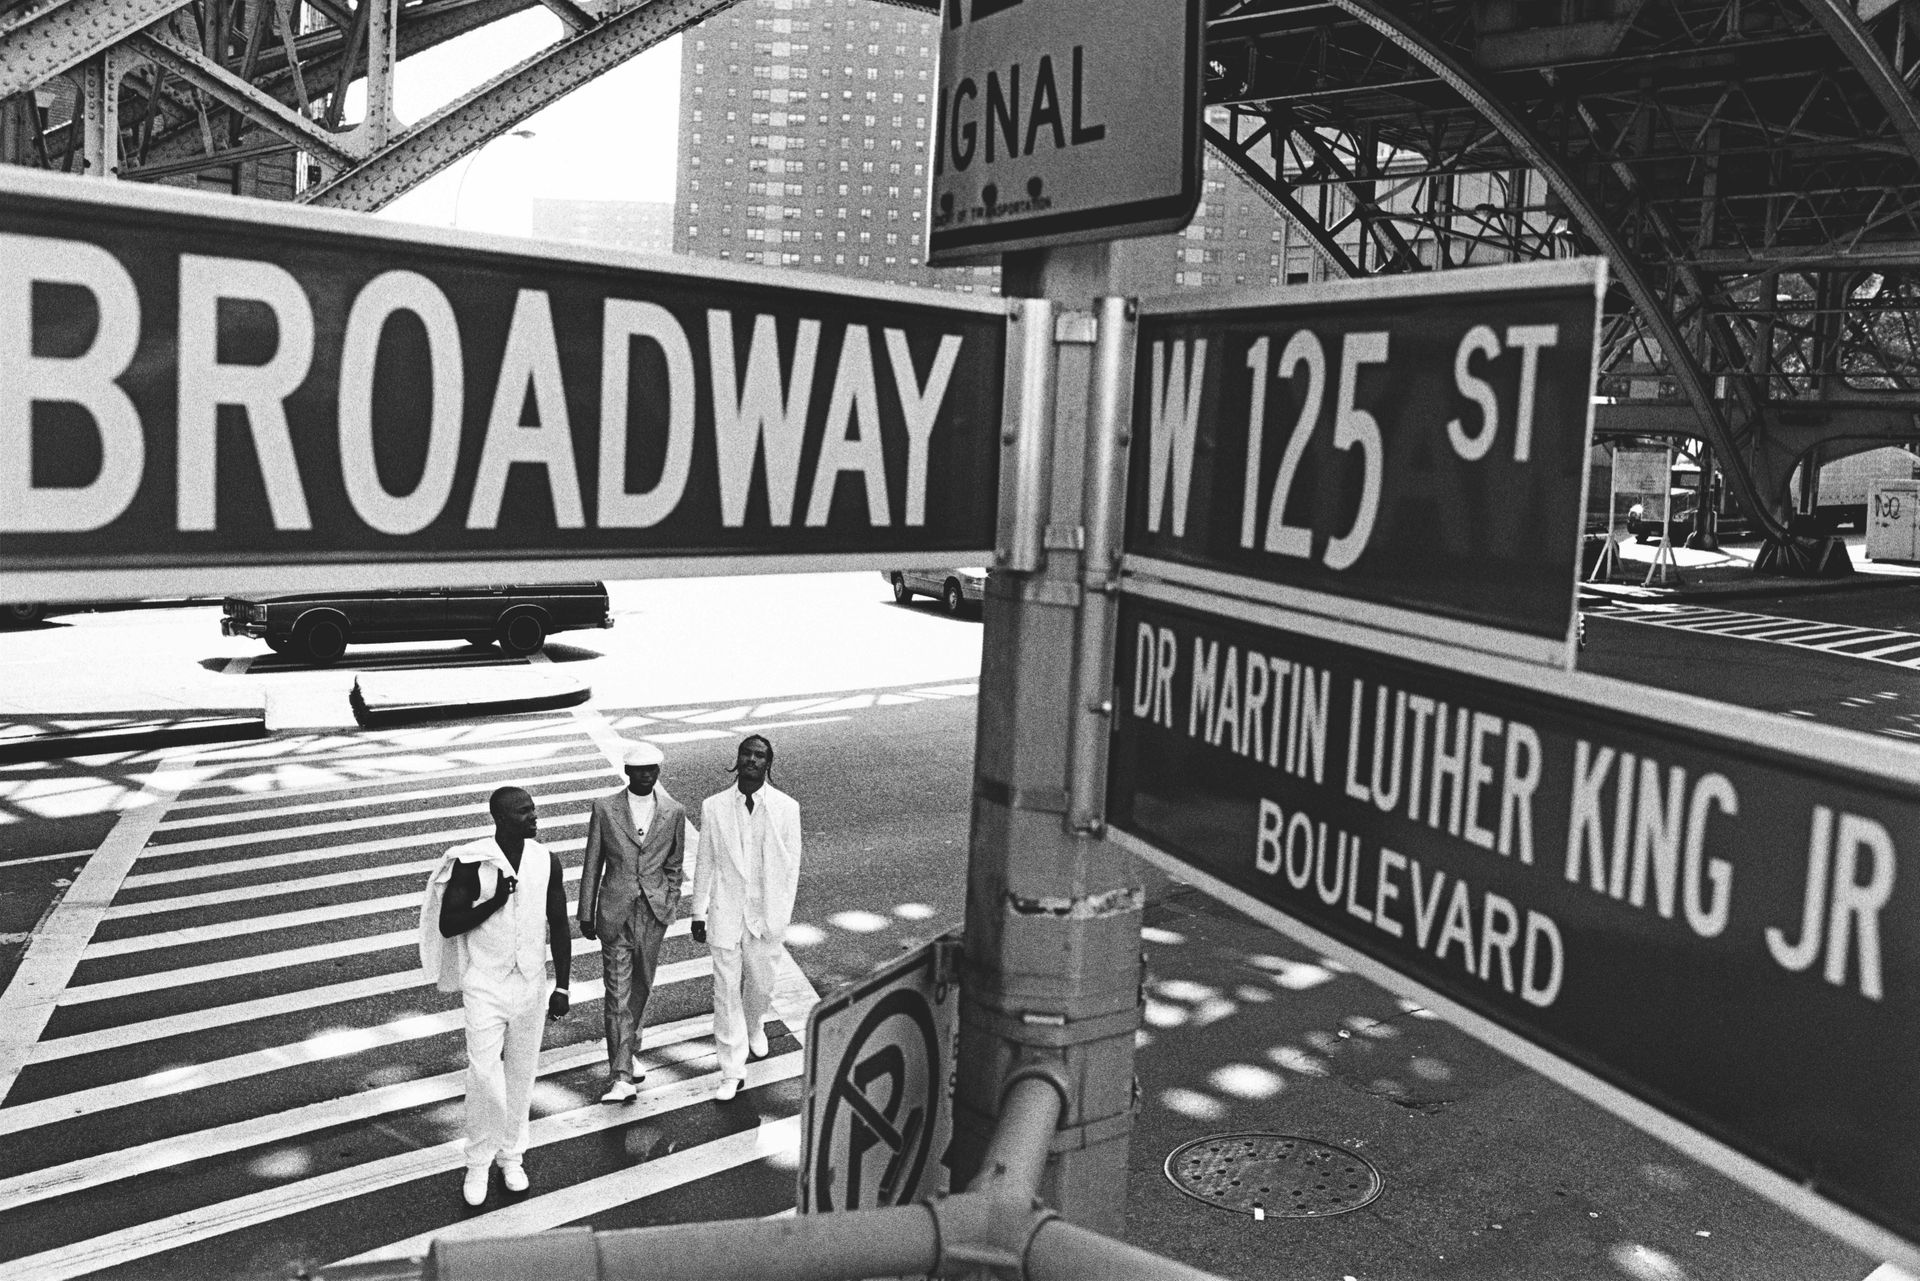 IGNAL
BROADWAY
W 125 ST
DR MARTIN LUTHER KING JR
BOULEVARD
P